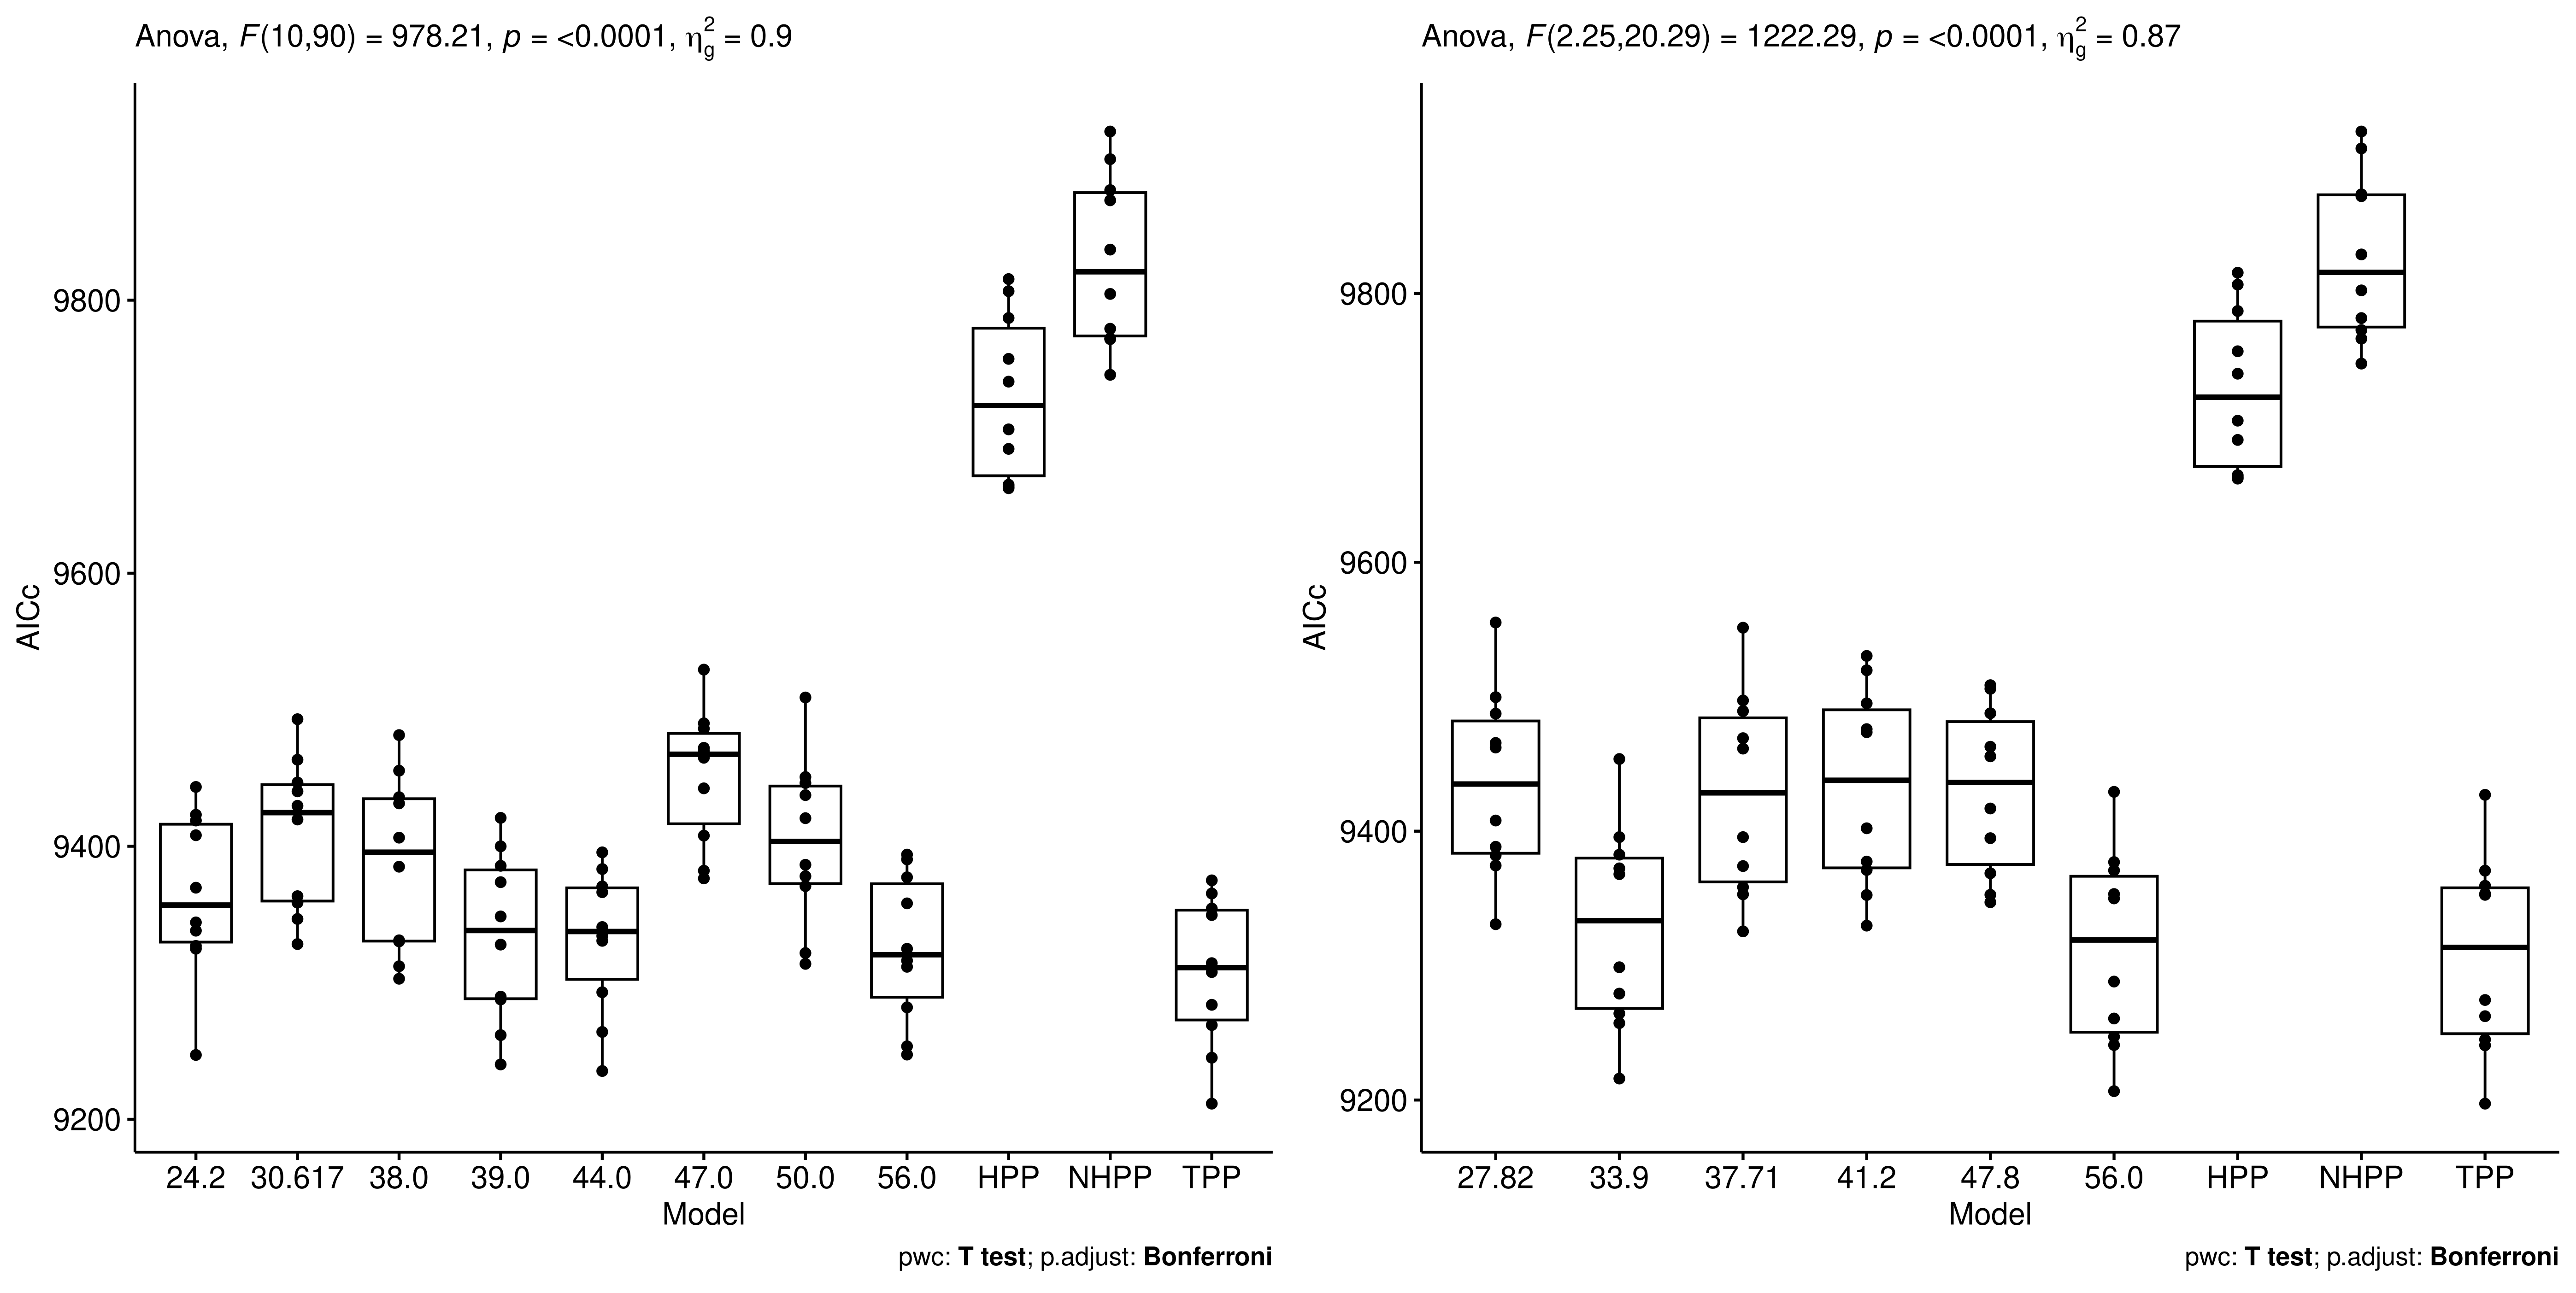 Anova, F(10,90) = 978.21, p = <0.0001, η²g = 0.9
AICc
9800
9600
9400
9200
24.2 30.617 38.0 39.0 44.0 47.0 50.0 56.0 HPP NHPP TPP
Model
pwc: T test; p.adjust: Bonferroni
Anova, F(2.25,20.29) = 1222.29, p = <0.0001, η²g = 0.87
AICc
9800
9600
9400
9200
27.82 33.9 37.71 41.2 47.8 56.0 HPP NHPP TPP
Model
pwc: T test; p.adjust: Bonferroni